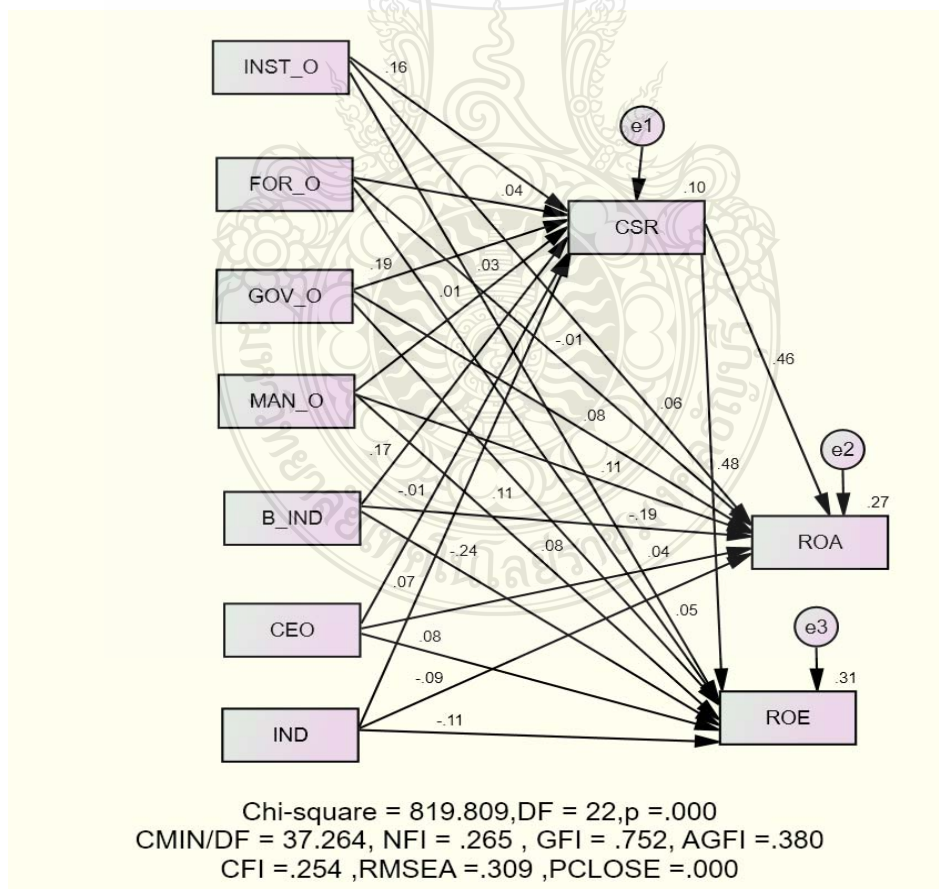 INST_O
.16
e1
FOR_O
.04
.10
CSR
.19
.03
GOV_O
.01
-.01
.46
MAN_O
.06
.08
.17
.11
.48
e2
-.01
.11
-.19
.27
B_IND
ROA
-.24
.08
.04
.07
.05
CEO
.08
e3
-.09
.31
IND
-.11
ROE
Chi-square = 819.809,DF = 22,p =.000
CMIN/DF = 37.264, NFI = .265 , GFI = .752, AGFI =.380
CFI =.254 ,RMSEA =.309 ,PCLOSE =.000